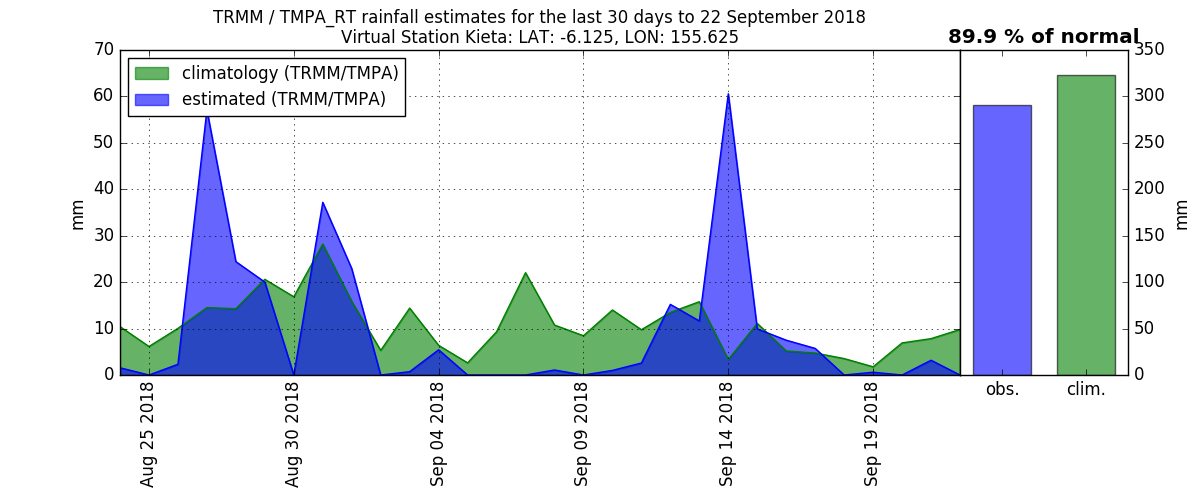 TRMM / TMPA_RT rainfall estimates for the last 30 days to 22 September 2018
Virtual Station Kieta: LAT: -6.125, LON: 155.625
89.9 % of normal
climatology (TRMM/TMPA)
estimated (TRMM/TMPA)
mm
70
60
50
40
30
20
10
0
Aug 25 2018
Aug 30 2018
Sep 04 2018
Sep 09 2018
Sep 14 2018
Sep 19 2018
350
300
250
200
150
100
50
0
mm
obs.
clim.